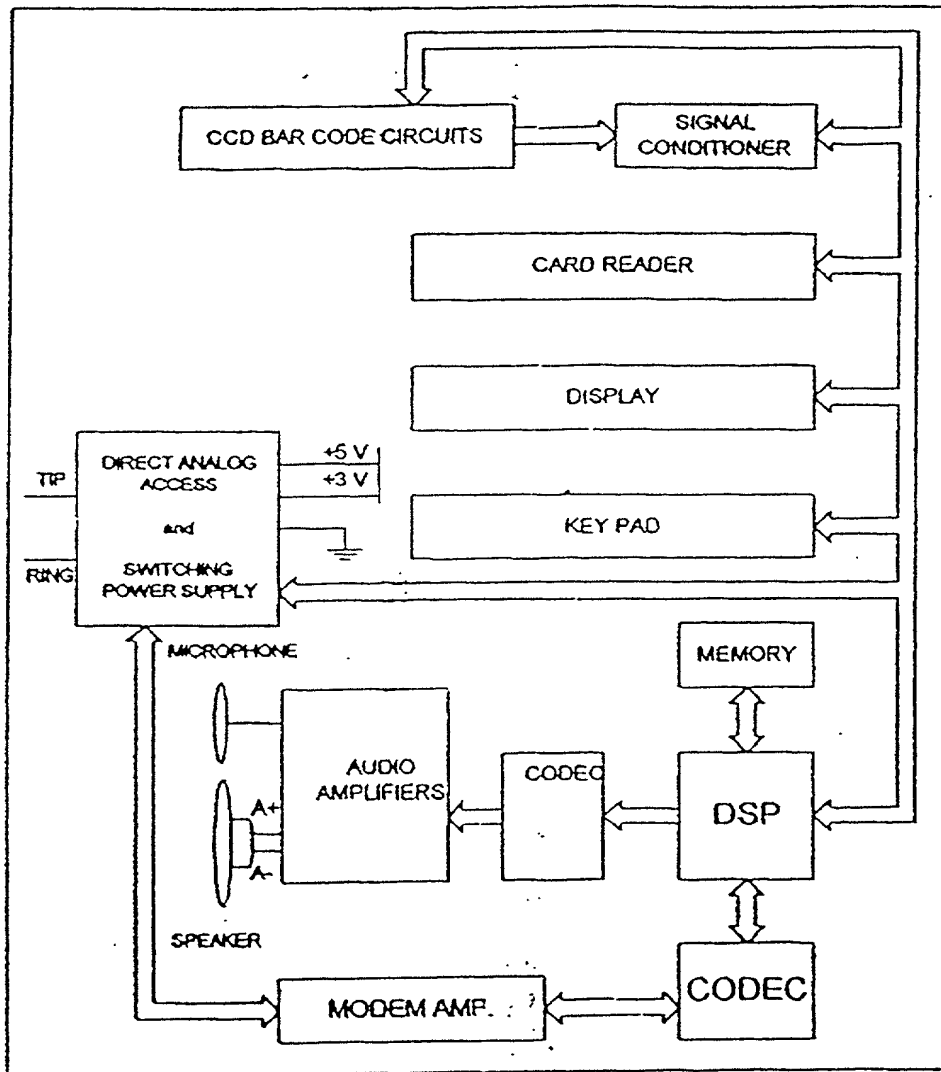 CCD BAR CODE CIRCUITS
SIGNAL
CONDITIONER
CARD READER
DISPLAY
KEY PAD
TIP
RING
DIRECT ANALOG
ACCESS
and
SWITCHING
POWER SUPPLY
+5 V
+3 V
MICROPHONE
MEMORY
AUDIO
AMPLIFIERS
CODEC
DSP
A+
A-
SPEAKER
MODEM AMP.
CODEC